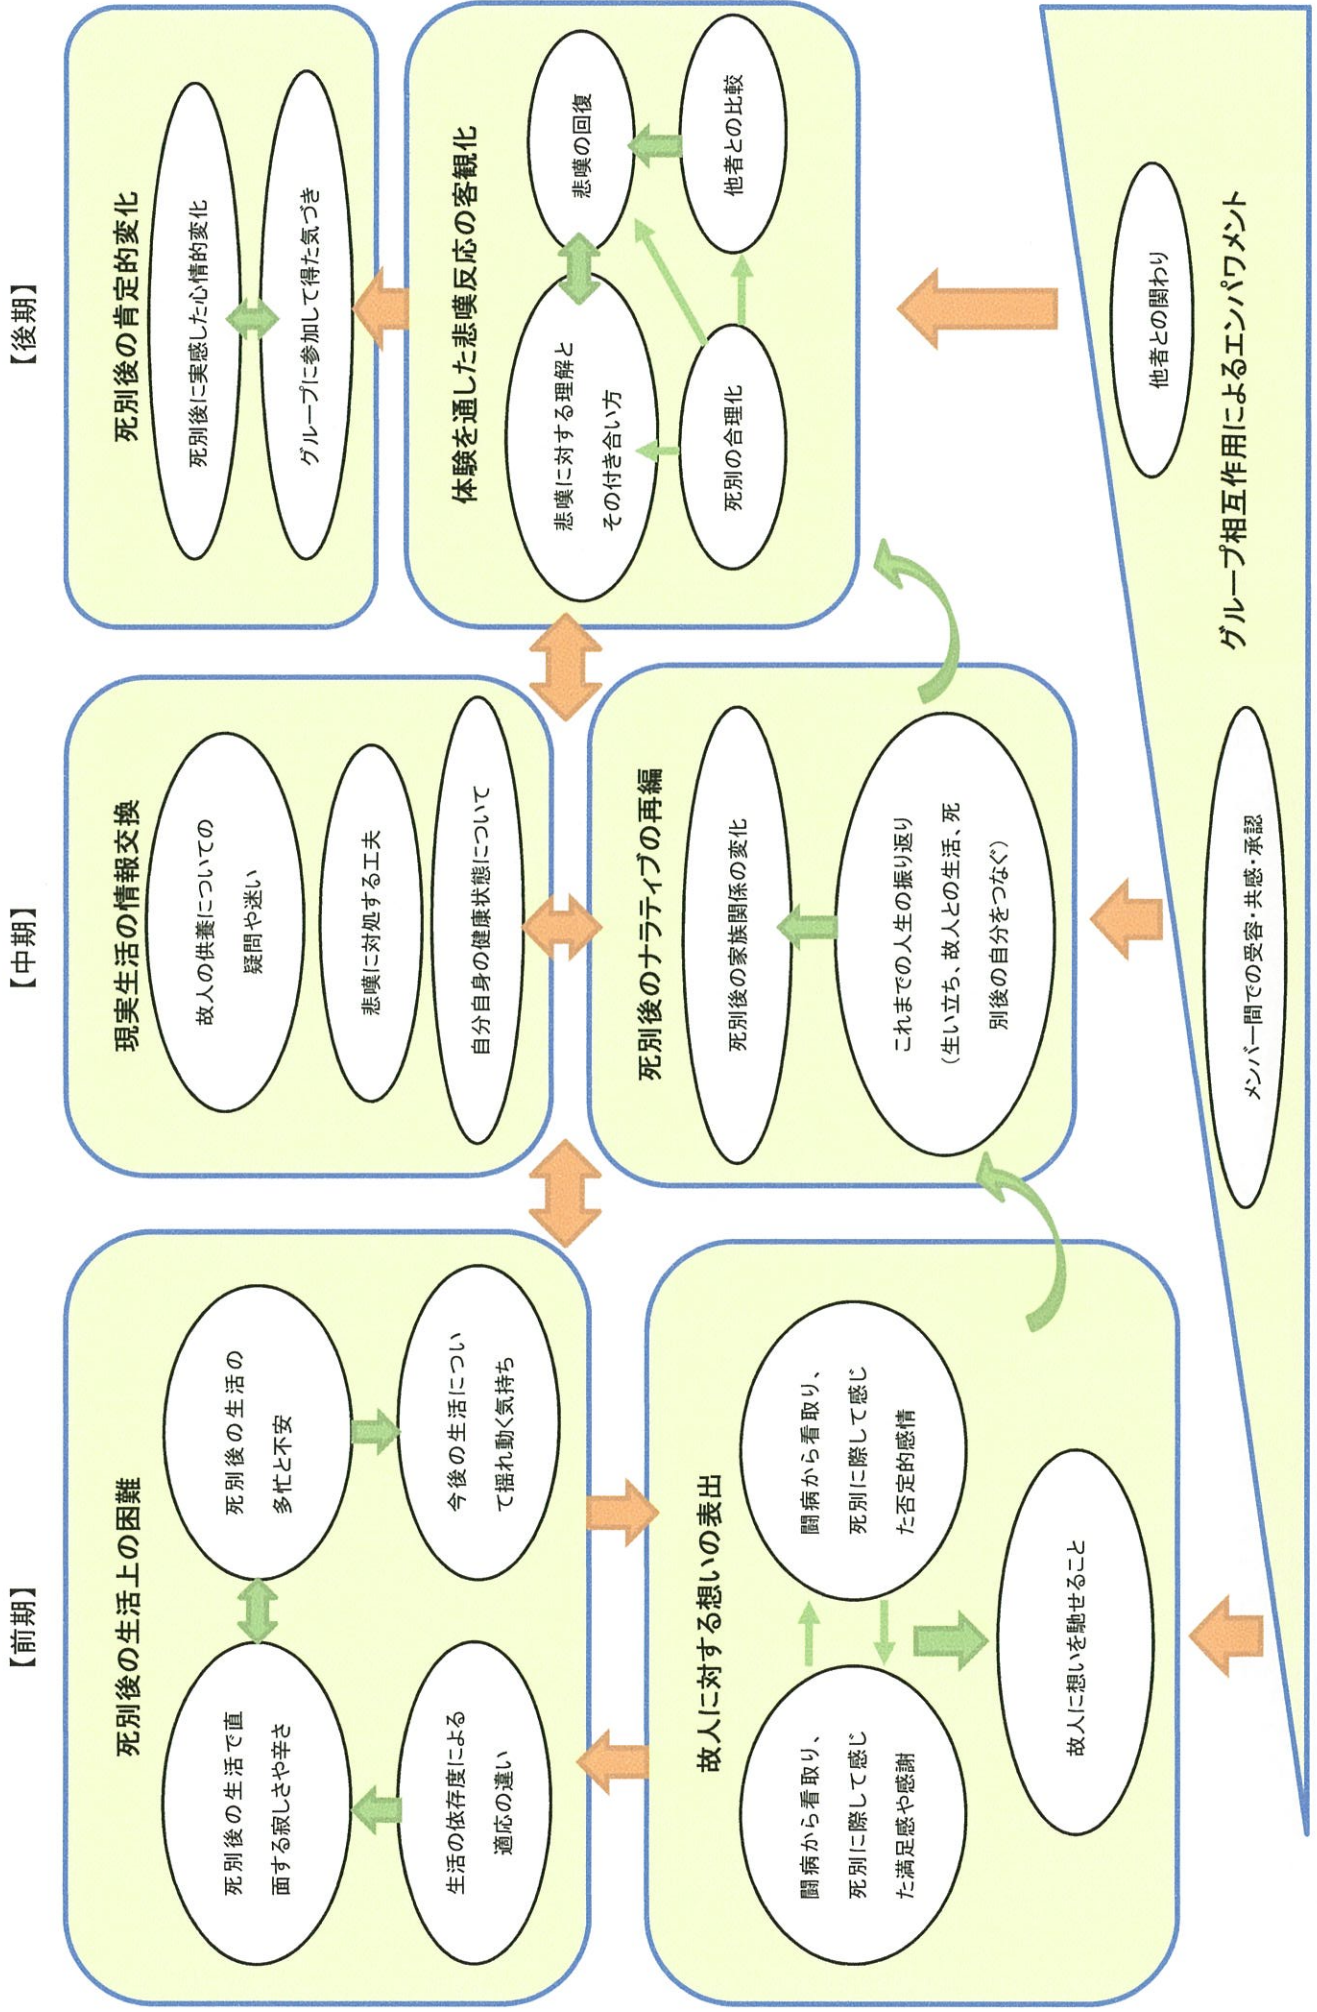 【前期】
死別後の生活上の困難
死別後の生活で直
面する寂しさや辛さ
死別後の生活の
多忙と不安
生活の依存度による
適応の違い
今後の生活につい
て揺れ動く気持ち
故人に対する想いの表出
闘病から看取り、
死別に際して感じ
た満足感や感謝
闘病から看取り、
死別に際して感じ
た否定的感情
故人に想いを馳せること
【中期】
現実生活の情報交換
故人の供養についての
疑問や迷い
悲嘆に対処する工夫
自分自身の健康状態について
死別後のナラティブの再編
死別後の家族関係の変化
これまでの人生の振り返り
(生い立ち、故人との生活、死
別後の自分をつなぐ)
【後期】
死別後の肯定的変化
死別後に実感した心情的変化
グループに参加して得た気づき
体験を通した悲嘆反応の客観化
悲嘆に対する理解と
その付き合い方
悲嘆の回復
死別の合理化
他者との比較
メンバー間での受容・共感・承認
他者との関わり
グループ相互作用によるエンパワメント